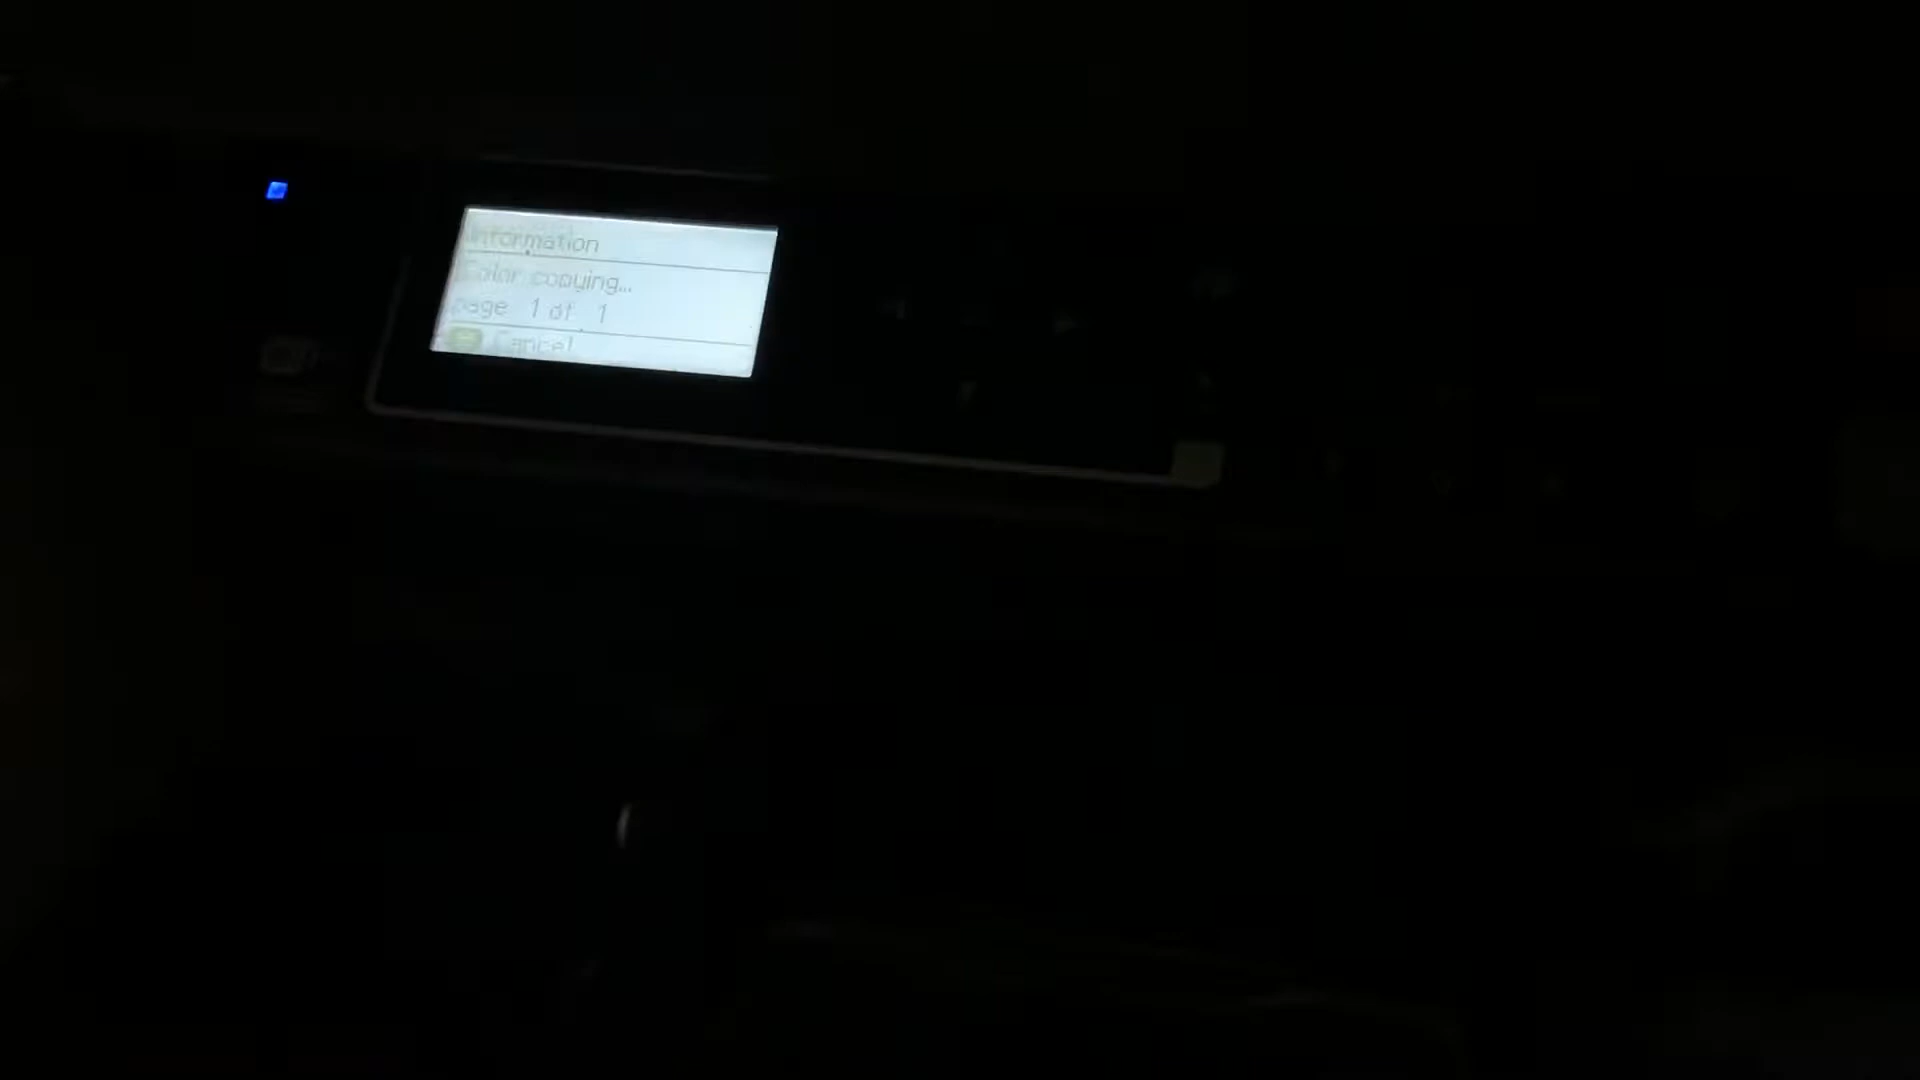 Information
Color copying...
page 1 of 1
Cancel